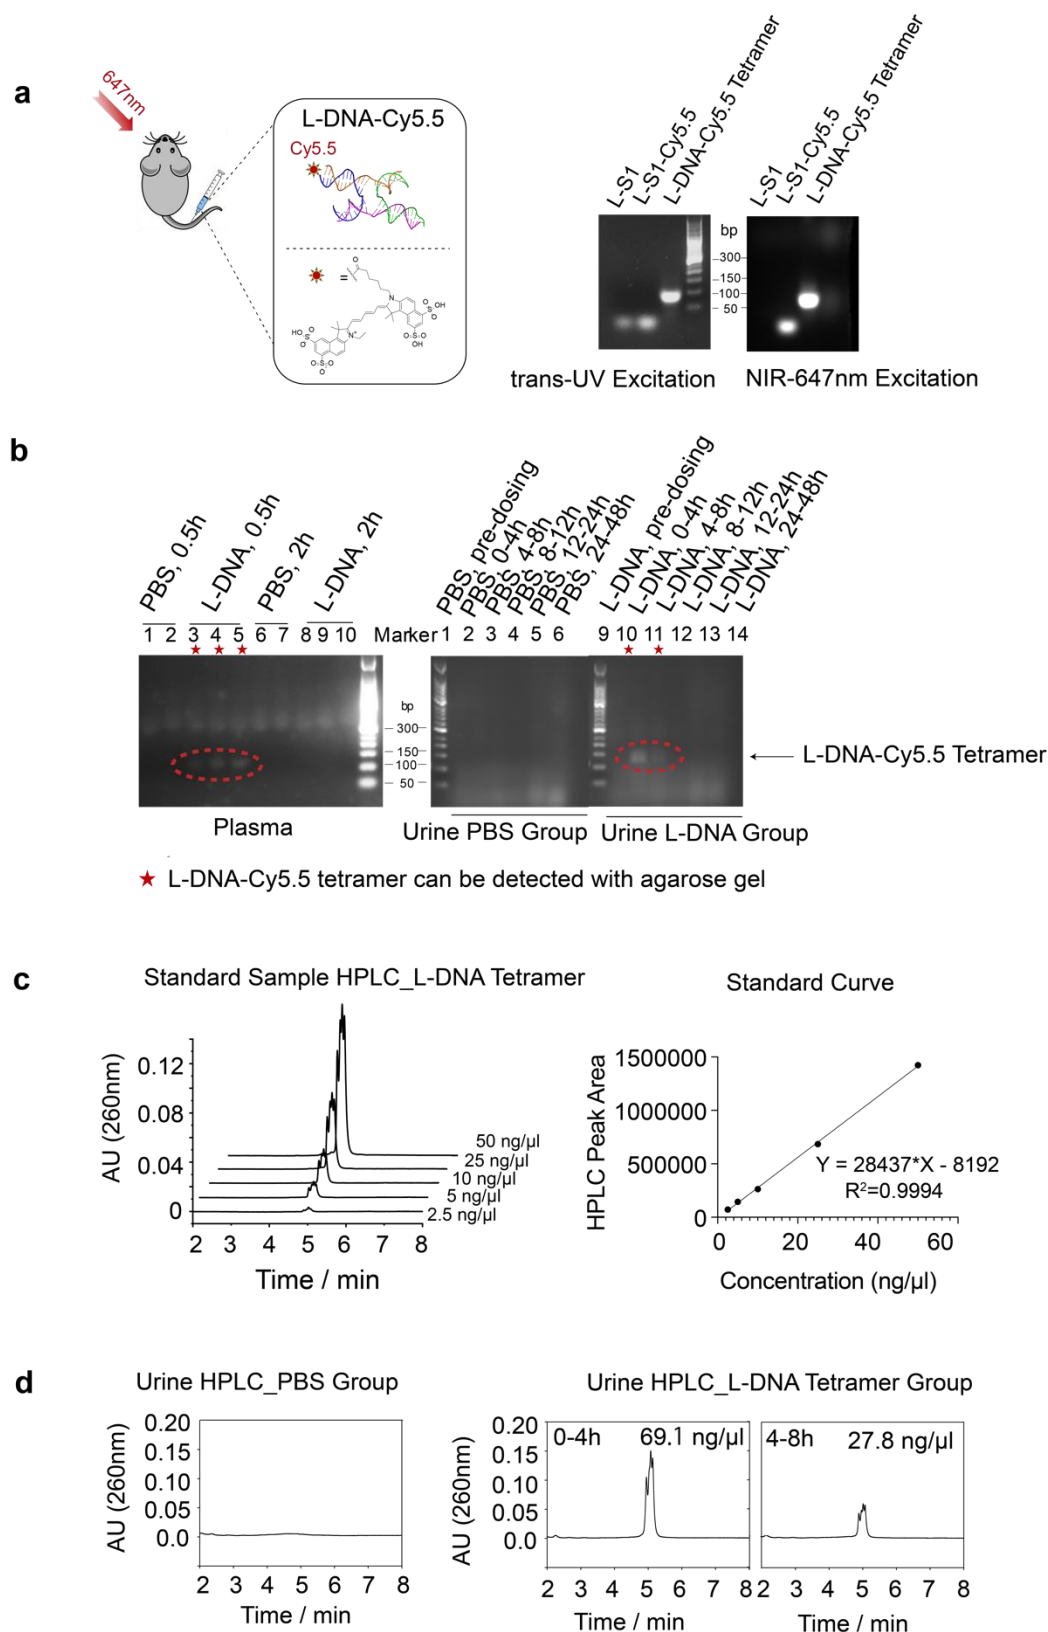 a
647nm
L-DNA-Cy5.5
Cy5.5
=
O
N
N+
HO
O
S
O
O
S
O
OH
S
OH
O
O
S
O
OH
L-S1
L-S1-Cy5.5
L-DNA-Cy5.5 Tetramer
L-S1
L-S1-Cy5.5
L-DNA-Cy5.5 Tetramer
bp
300
150
100
50
trans-UV Excitation
NIR-647nm Excitation
b
PBS, 0.5h
L-DNA, 0.5h
PBS, 2h
L-DNA, 2h
PBS, pre-dosing
PBS, 0-4h
PBS, 4-8h
PBS, 8-12h
PBS, 12-24h
PBS, 24-48h
L-DNA, pre-dosing
L-DNA, 0-4h
L-DNA, 4-8h
L-DNA, 8-12h
L-DNA, 12-24h
L-DNA, 24-48h
1 2 3 4 5 6 7 8 9 10 Marker 1 2 3 4 5 6 9 10 11 12 13 14
bp
300
150
100
50
L-DNA-Cy5.5 Tetramer
Plasma
Urine PBS Group
Urine L-DNA Group
★ L-DNA-Cy5.5 tetramer can be detected with agarose gel
c
Standard Sample HPLC_L-DNA Tetramer
AU (260nm)
0.12
0.08
0.04
0
50 ng/µl
25 ng/µl
10 ng/µl
5 ng/µl
2.5 ng/µl
2 3 4 5 6 7 8
Time / min
Standard Curve
HPLC Peak Area
1500000
1000000
500000
0
Y = 28437*X - 8192
R²=0.9994
0 20 40 60
Concentration (ng/µl)
d
Urine HPLC_PBS Group
AU (260nm)
0.20
0.15
0.10
0.05
0.0
2 3 4 5 6 7 8
Time / min
Urine HPLC_L-DNA Tetramer Group
AU (260nm)
0.20
0.15
0.10
0.05
0.0
0-4h 69.1 ng/µl
2 3 4 5 6 7 8
Time / min
4-8h 27.8 ng/µl
2 3 4 5 6 7 8
Time / min